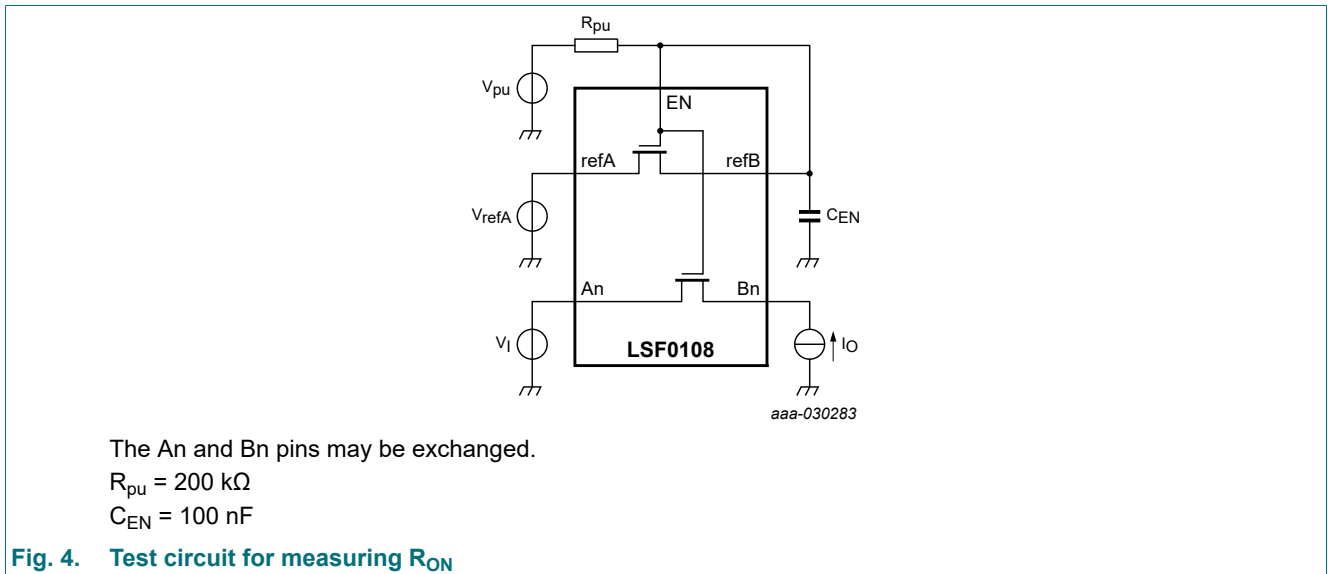 Rpu
Vpu
EN
refA
refB
VrefA
CEN
An
Bn
VI
LSF0108
IO
aaa-030283
The An and Bn pins may be exchanged.
Rpu = 200 kΩ
CEN = 100 nF
Fig. 4. Test circuit for measuring RON